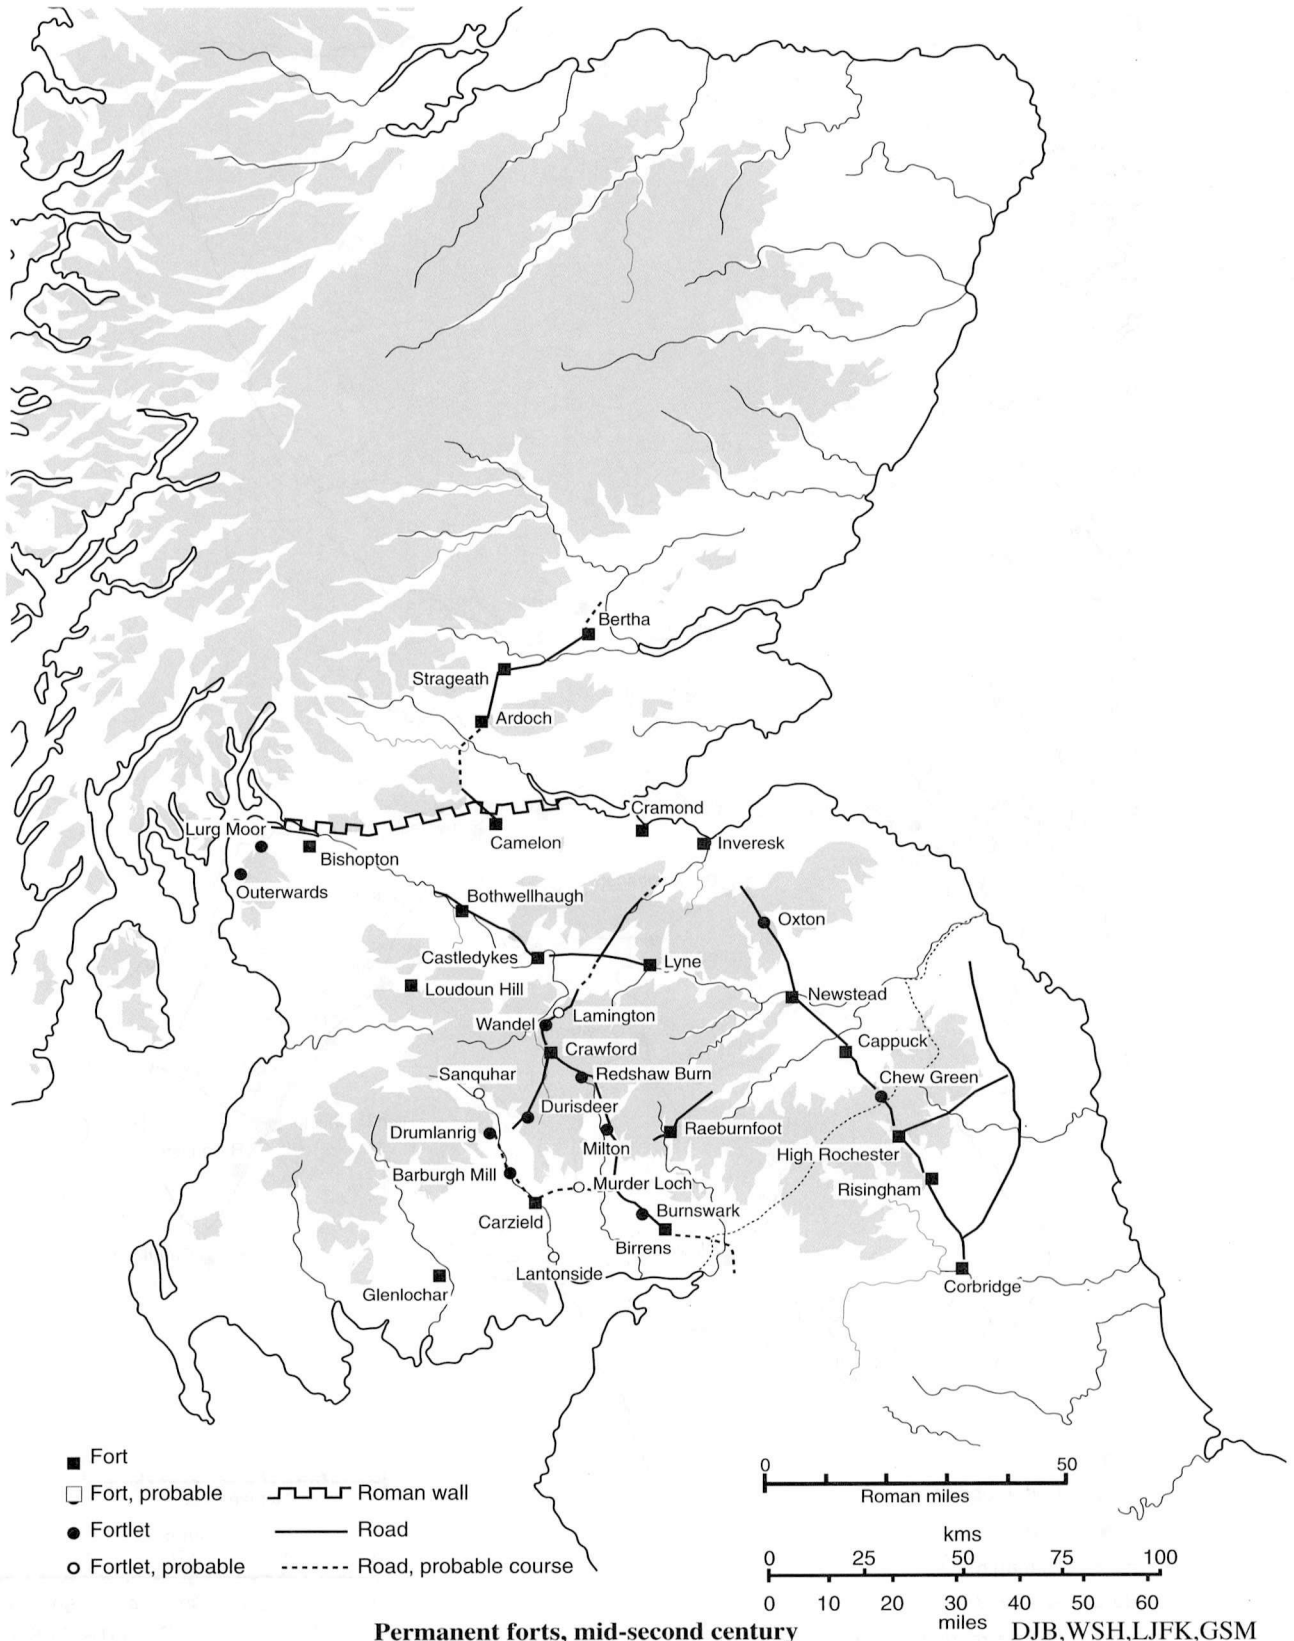 Bertha
Strageath
Ardoch
Cramond
Lurg Moor
Camelon
Inveresk
Bishopton
Outerwards
Bothwellhaugh
Oxton
Castledykes
Lyne
Loudoun Hill
Newstead
Lamington
Wandel
Cappuck
Crawford
Sanquhar
Redshaw Burn
Chew Green
Durisdeer
Drumlanrig
Raeburnfoot
Milton
High Rochester
Barburgh Mill
Murder Loch
Risingham
Carzield
Burnswark
Birrens
Lantonside
Glenlochar
Corbridge
Fort
Fort, probable
Roman wall
Fortlet
Road
Fortlet, probable
Road, probable course
0 50
Roman miles
kms
0 25 50 75 100
0 10 20 30 40 50 60
miles
Permanent forts, mid-second century
DJB,WSH,LJFK,GSM